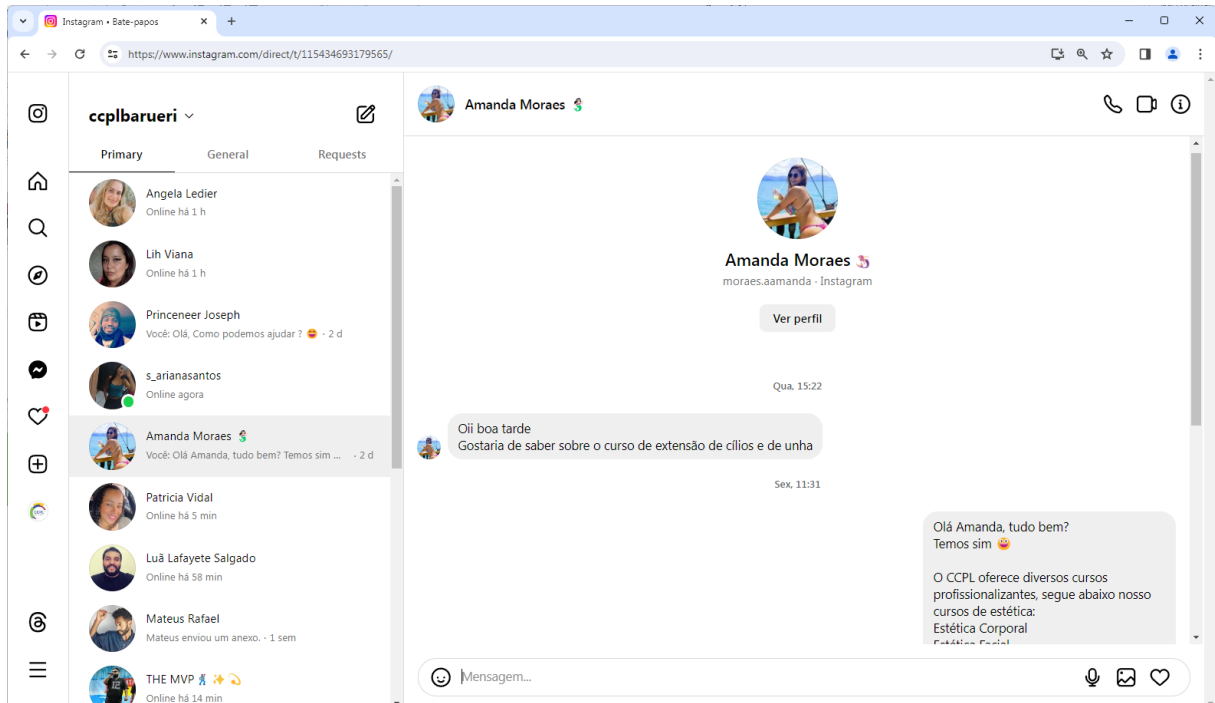 Instagram • Bate-papos
https://www.instagram.com/direct/t/115434693179565/
ccplbarueri
Primary General Requests
Angela Ledier
Online há 1 h
Lih Viana
Online há 1 h
Princeneer Joseph
Você: Olá, Como podemos ajudar ? 😄 · 2 d
s_arianasantos
Online agora
Amanda Moraes 🧜🏻‍♀️
Você: Olá Amanda, tudo bem? Temos sim ... · 2 d
Patricia Vidal
Online há 5 min
Luã Lafayete Salgado
Online há 58 min
Mateus Rafael
Mateus enviou um anexo. · 1 sem
THE MVP 🕺✨💫
Online há 14 min
Amanda Moraes 🧜🏻‍♀️
Amanda Moraes 🧜🏻‍♀️
moraes.aamanda · Instagram
Ver perfil
Qua, 15:22
Oii boa tarde
Gostaria de saber sobre o curso de extensão de cílios e de unha
Sex, 11:31
Olá Amanda, tudo bem?
Temos sim 😄
O CCPL oferece diversos cursos
profissionalizantes, segue abaixo nosso
cursos de estética:
Estética Corporal
Estética Facial
Mensagem...